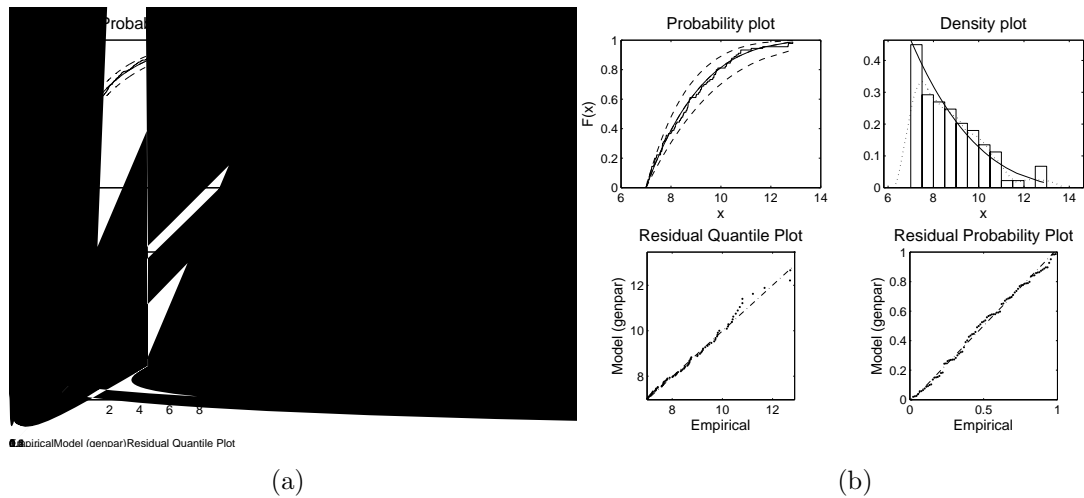 Probab
Probability plot
Density plot
1
0.8
0.6
0.4
0.2
0
F(x)
6 8 10 12 14
x
0.4
0.3
0.2
0.1
0
6 8 10 12 14
x
Residual Quantile Plot
Residual Probability Plot
12
10
8
Model (genpar)
8 10 12
Empirical
1
0.8
0.6
0.4
0.2
0
Model (genpar)
0 0.5 1
Empirical
2 4 6 8
EmpiricalModel (genpar)Residual Quantile Plot
(a)
(b)